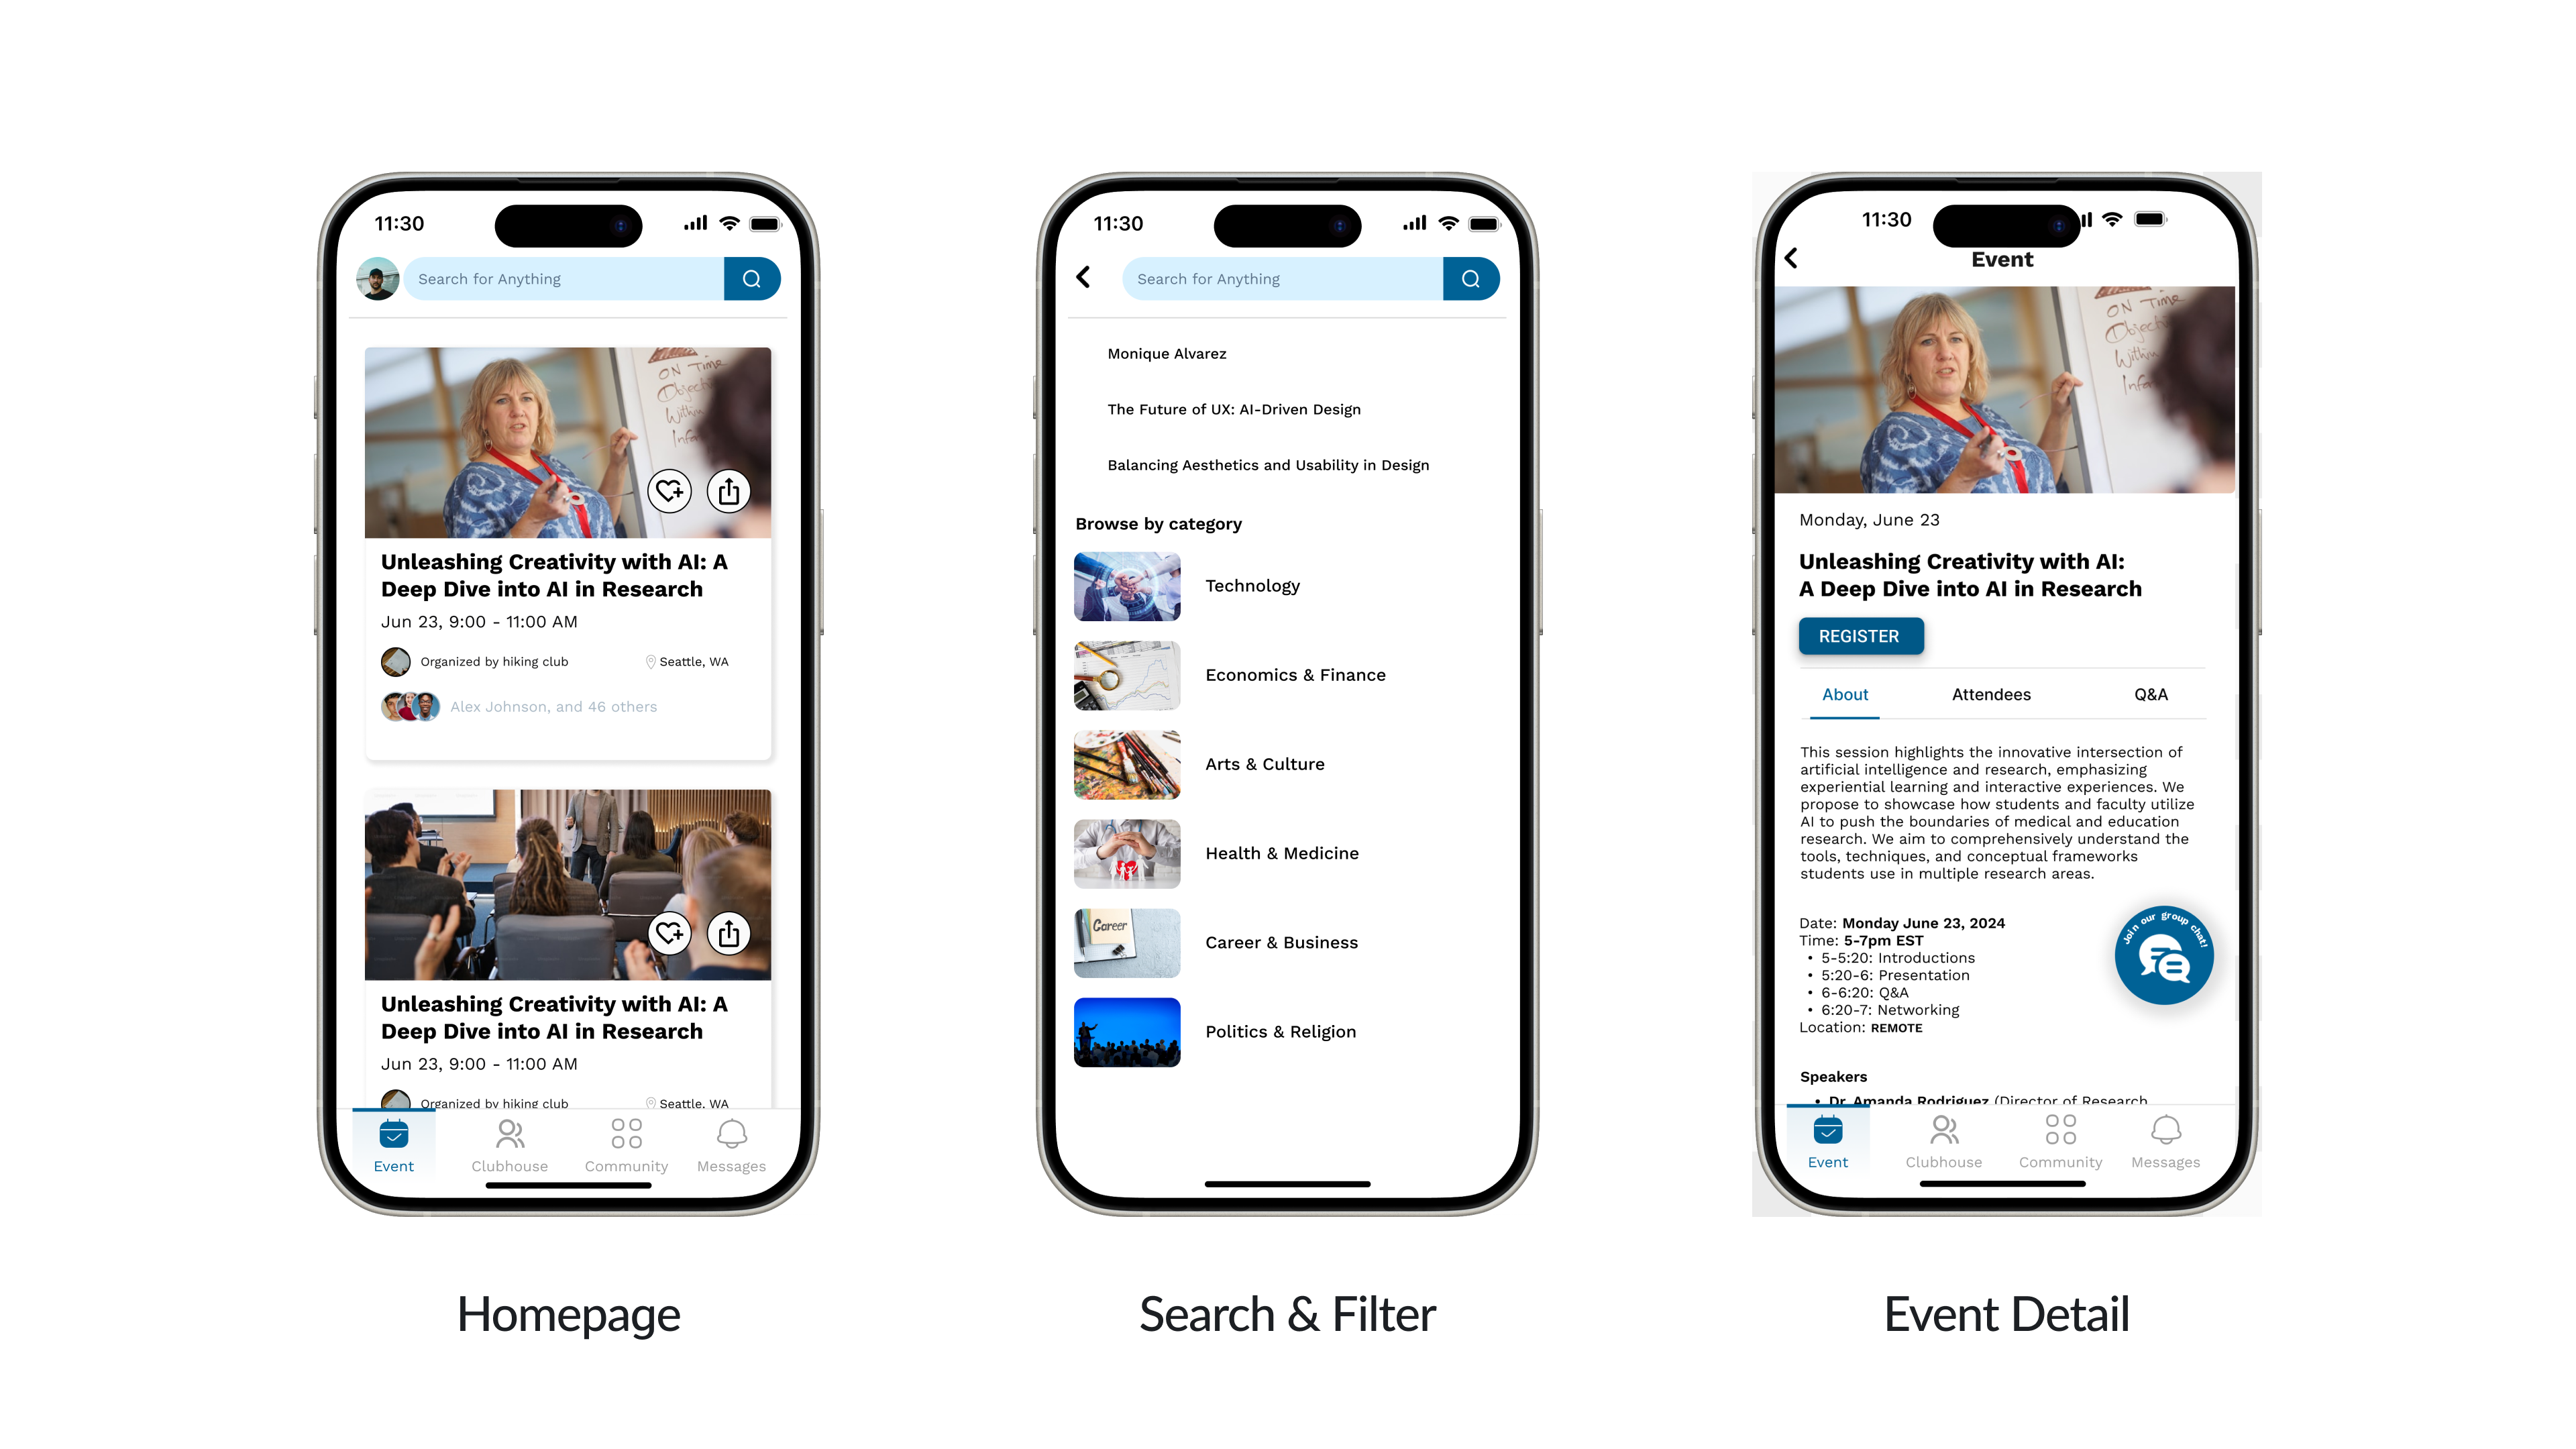 11:30
Search for Anything
ON TIME
Objecti
Within
Info
Unleashing Creativity with AI: A
Deep Dive into AI in Research
Jun 23, 9:00 - 11:00 AM
Organized by hiking club
Seattle, WA
Alex Johnson, and 46 others
Unleashing Creativity with AI: A
Deep Dive into AI in Research
Jun 23, 9:00 - 11:00 AM
Organized by hiking club
Seattle, WA
Event
Clubhouse
Community
Messages
Homepage
11:30
Search for Anything
Monique Alvarez
The Future of UX: AI-Driven Design
Balancing Aesthetics and Usability in Design
Browse by category
Technology
Economics & Finance
Arts & Culture
Health & Medicine
Career
Career & Business
Politics & Religion
Search & Filter
11:30
Event
ON TIME
Objecti
Within
Info
Monday, June 23
Unleashing Creativity with AI:
A Deep Dive into AI in Research
REGISTER
About
Attendees
Q&A
This session highlights the innovative intersection of
artificial intelligence and research, emphasizing
experiential learning and interactive experiences. We
propose to showcase how students and faculty utilize
AI to push the boundaries of medical and education
research. We aim to comprehensively understand the
tools, techniques, and conceptual frameworks
students use in multiple research areas.
Date: Monday June 23, 2024
Time: 5-7pm EST
• 5-5:20: Introductions
• 5:20-6: Presentation
• 6-6:20: Q&A
• 6:20-7: Networking
Location: REMOTE
Join our group chat!
Speakers
• Dr. Amanda Rodriguez (Director of Research
Event
Clubhouse
Community
Messages
Event Detail